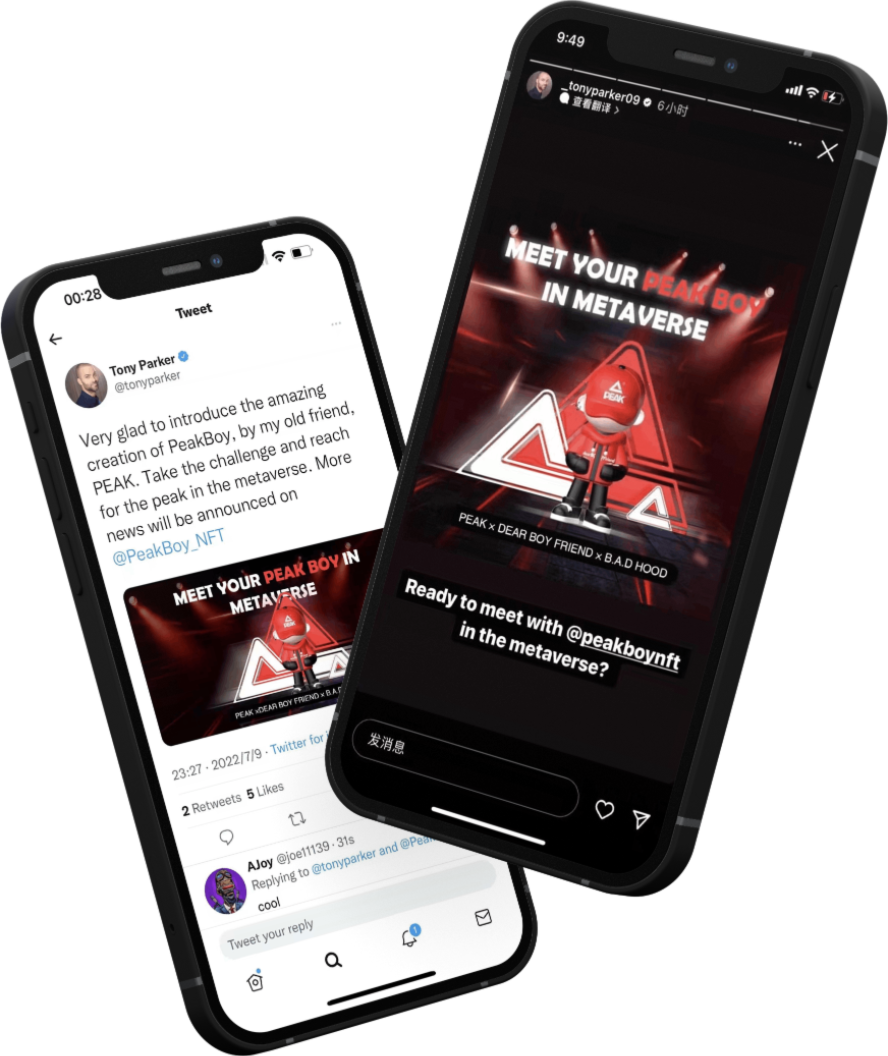 00:28
Tweet
Tony Parker
@tonyparker
Very glad to introduce the amazing
creation of PeakBoy, by my old friend,
PEAK. Take the challenge and reach
for the peak in the metaverse. More
news will be announced on
@PeakBoy_NFT
MEET YOUR PEAK BOY IN
METAVERSE
PEAK
PEAK x DEAR BOY FRIEND x B.A.D
23:27 · 2022/7/9 · Twitter for
2 Retweets 5 Likes
AJoy @joe11139 · 31s
Replying to @tonyparker and @Peak
cool
Tweet your reply
1
9:49
_tonyparker09 6小时
查看翻译 >
MEET YOUR PEAK BOY
IN METAVERSE
PEAK
PEAK x DEAR BOY FRIEND x B.A.D HOOD
Ready to meet with @peakboynft
in the metaverse?
发消息